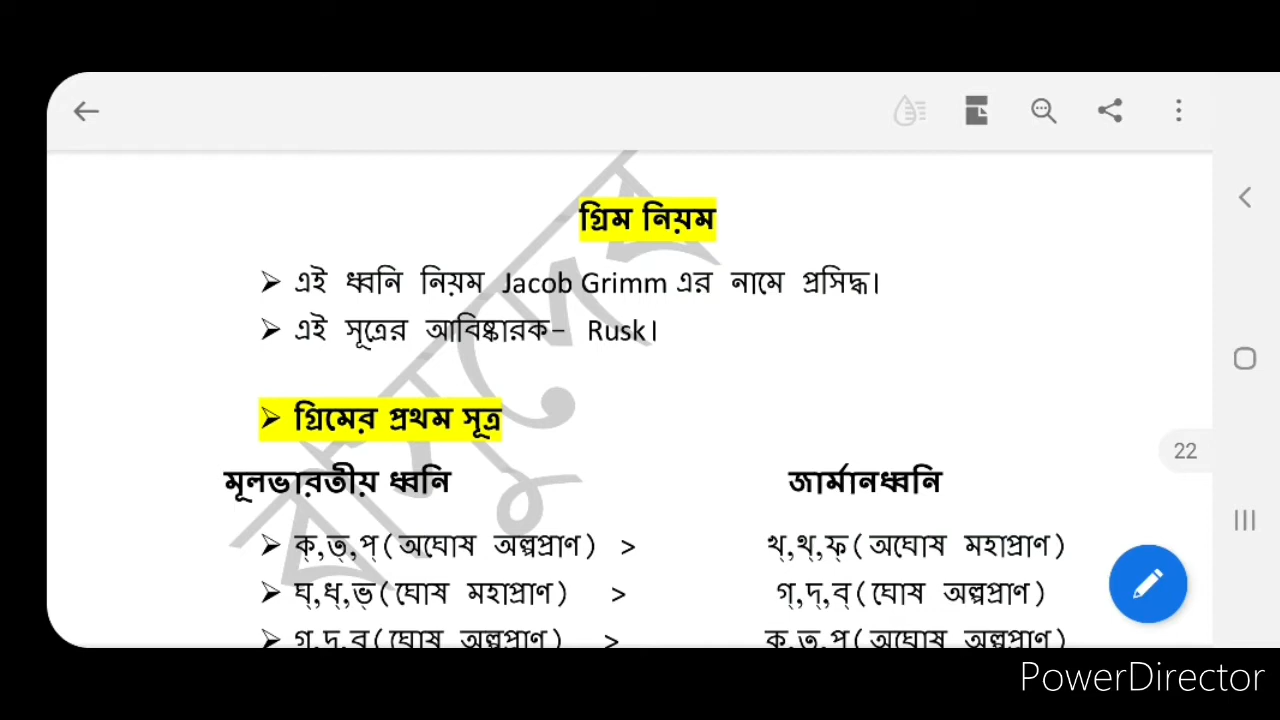 গ্রিম নিয়ম
➢ এই ধ্বনি নিয়ম Jacob Grimm এর নামে প্রসিদ্ধ।
➢ এই সূত্রের আবিষ্কারক- Rusk।
➢ গ্রিমের প্রথম সূত্র
মূলভারতীয় ধ্বনি জার্মানধ্বনি
➢ ক্,ত্,প্(অঘোষ অল্পপ্রাণ) > খ্,থ্,ফ্(অঘোষ মহাপ্রাণ)
22
➢ ঘ্,ধ্,ভ্(ঘোষ মহাপ্রাণ) > গ্,দ্,ব্(ঘোষ অল্পপ্রাণ)
➢ গ্,দ্,ব্(ঘোষ অল্পপ্রাণ) > ক্,ত্,প্(অঘোষ অল্পপ্রাণ)
বাসুদেব
PowerDirector